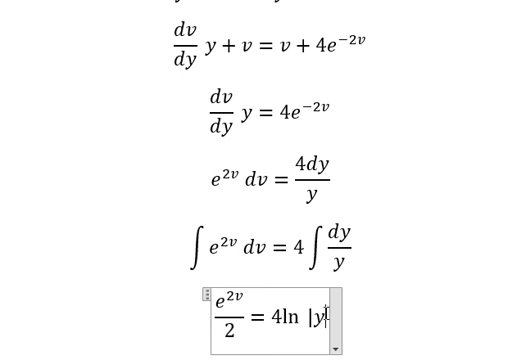 dv/dy y + v = v + 4e^{-2v}
dv/dy y = 4e^{-2v}
e^{2v} dv = 4dy/y
∫ e^{2v} dv = 4 ∫ dy/y
e^{2v}/2 = 4ln |y